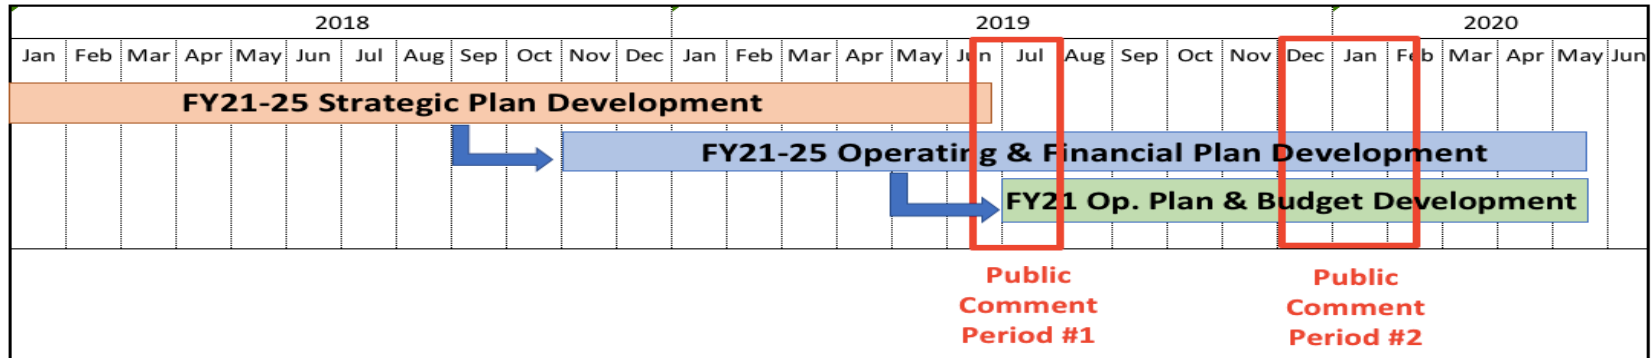 2018 2019 2020
Jan Feb Mar Apr May Jun Jul Aug Sep Oct Nov Dec Jan Feb Mar Apr May Jun Jul Aug Sep Oct Nov Dec Jan Feb Mar Apr May Jun
FY21-25 Strategic Plan Development
FY21-25 Operating & Financial Plan Development
FY21 Op. Plan & Budget Development
Public
Comment
Period #1
Public
Comment
Period #2